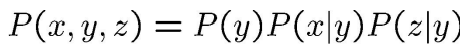 P(x, y, z) = P(y)P(x|y)P(z|y)